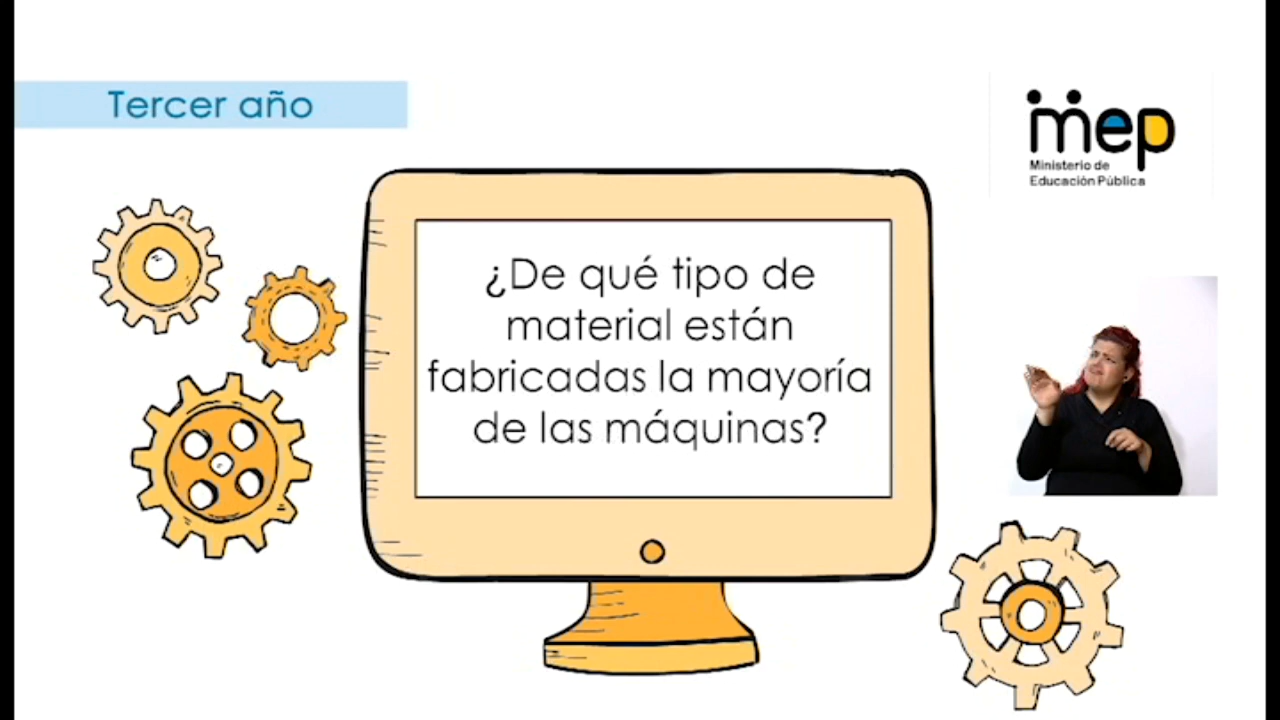 Tercer año
mep
Ministerio de
Educación Pública
¿De qué tipo de
material están
fabricadas la mayoría
de las máquinas?